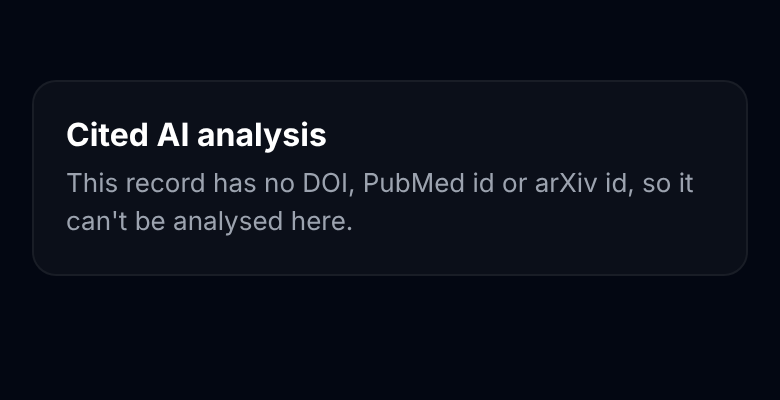 Cited AI analysis
This record has no DOI, PubMed id or arXiv id, so it
can't be analysed here.